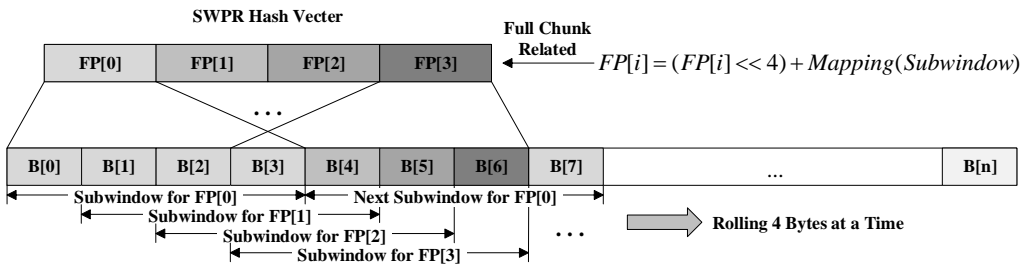 SWPR Hash Vecter
FP[0] FP[1] FP[2] FP[3]
Full Chunk
Related
FP[i] = (FP[i] << 4) + Mapping(Subwindow)
...
B[0] B[1] B[2] B[3] B[4] B[5] B[6] B[7] ... B[n]
Subwindow for FP[0] Next Subwindow for FP[0]
Subwindow for FP[1]
Subwindow for FP[2]
Subwindow for FP[3]
...
Rolling 4 Bytes at a Time